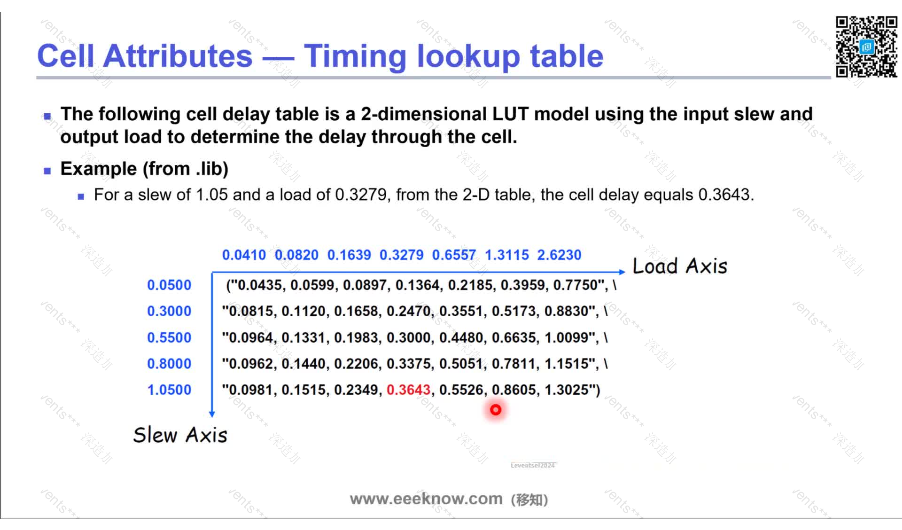 Cell Attributes — Timing lookup table
The following cell delay table is a 2-dimensional LUT model using the input slew and
output load to determine the delay through the cell.
Example (from .lib)
For a slew of 1.05 and a load of 0.3279, from the 2-D table, the cell delay equals 0.3643.
0.0410 0.0820 0.1639 0.3279 0.6557 1.3115 2.6230
Load Axis
0.0500 ("0.0435, 0.0599, 0.0897, 0.1364, 0.2185, 0.3959, 0.7750", \
0.3000 "0.0815, 0.1120, 0.1658, 0.2470, 0.3551, 0.5173, 0.8830", \
0.5500 "0.0964, 0.1331, 0.1983, 0.3000, 0.4480, 0.6635, 1.0099", \
0.8000 "0.0962, 0.1440, 0.2206, 0.3375, 0.5051, 0.7811, 1.1515", \
1.0500 "0.0981, 0.1515, 0.2349, 0.3643, 0.5526, 0.8605, 1.3025")
Slew Axis
www.eeeknow.com (移知)